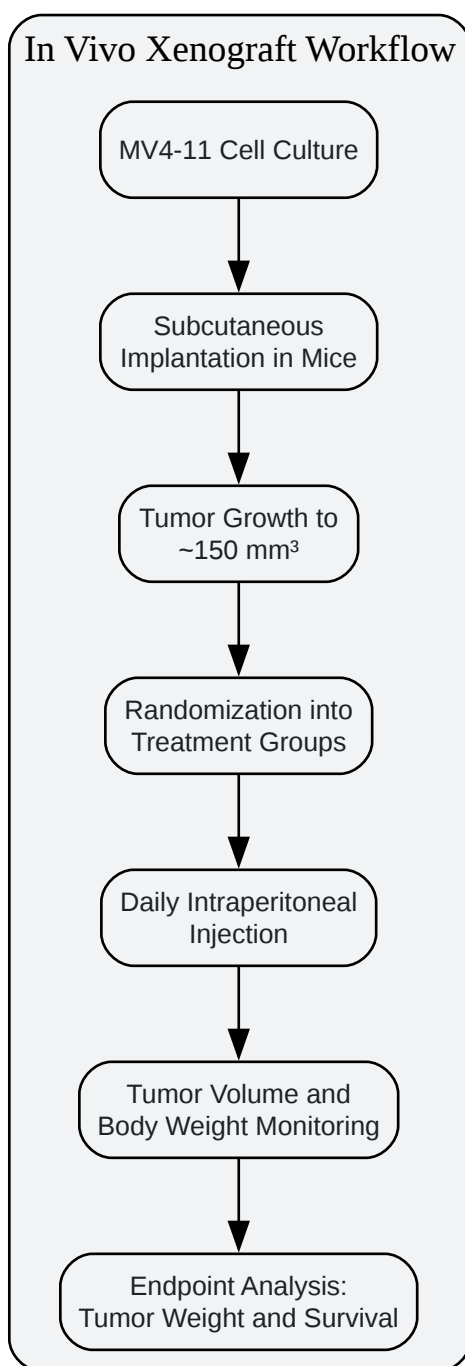 In Vivo Xenograft Workflow
MV4-11 Cell Culture
Subcutaneous
Implantation in Mice
Tumor Growth to
~150 mm³
Randomization into
Treatment Groups
Daily Intraperitoneal
Injection
Tumor Volume and
Body Weight Monitoring
Endpoint Analysis:
Tumor Weight and Survival